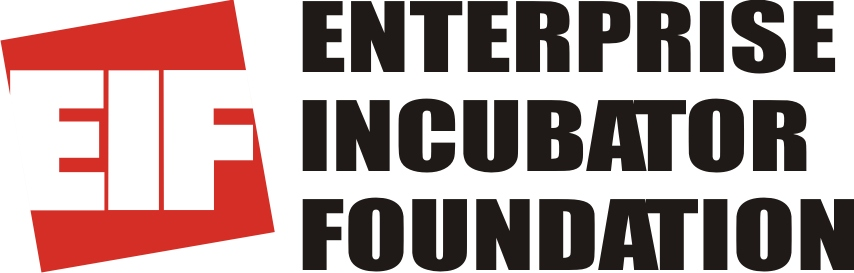 EIF
ENTERPRISE
INCUBATOR
FOUNDATION